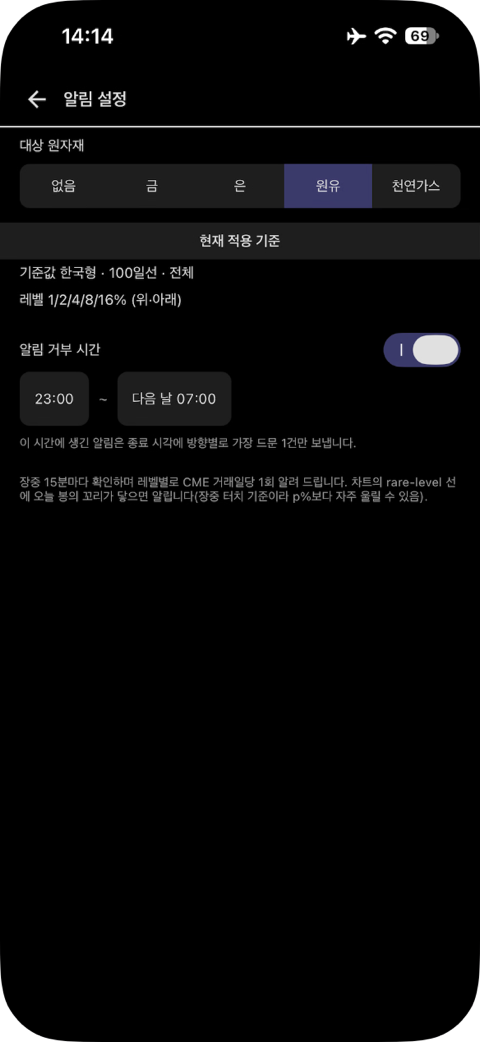 14:14
69
알림 설정
대상 원자재
없음 금 은 원유 천연가스
현재 적용 기준
기준값 한국형 · 100일선 · 전체
레벨 1/2/4/8/16% (위·아래)
알림 거부 시간
23:00 ~ 다음 날 07:00
이 시간에 생긴 알림은 종료 시각에 방향별로 가장 드문 1건만 보냅니다.
장중 15분마다 확인하며 레벨별로 CME 거래일당 1회 알려 드립니다. 차트의 rare-level 선
에 오늘 봉의 꼬리가 닿으면 알립니다(장중 터치 기준이라 p%보다 자주 울릴 수 있음).